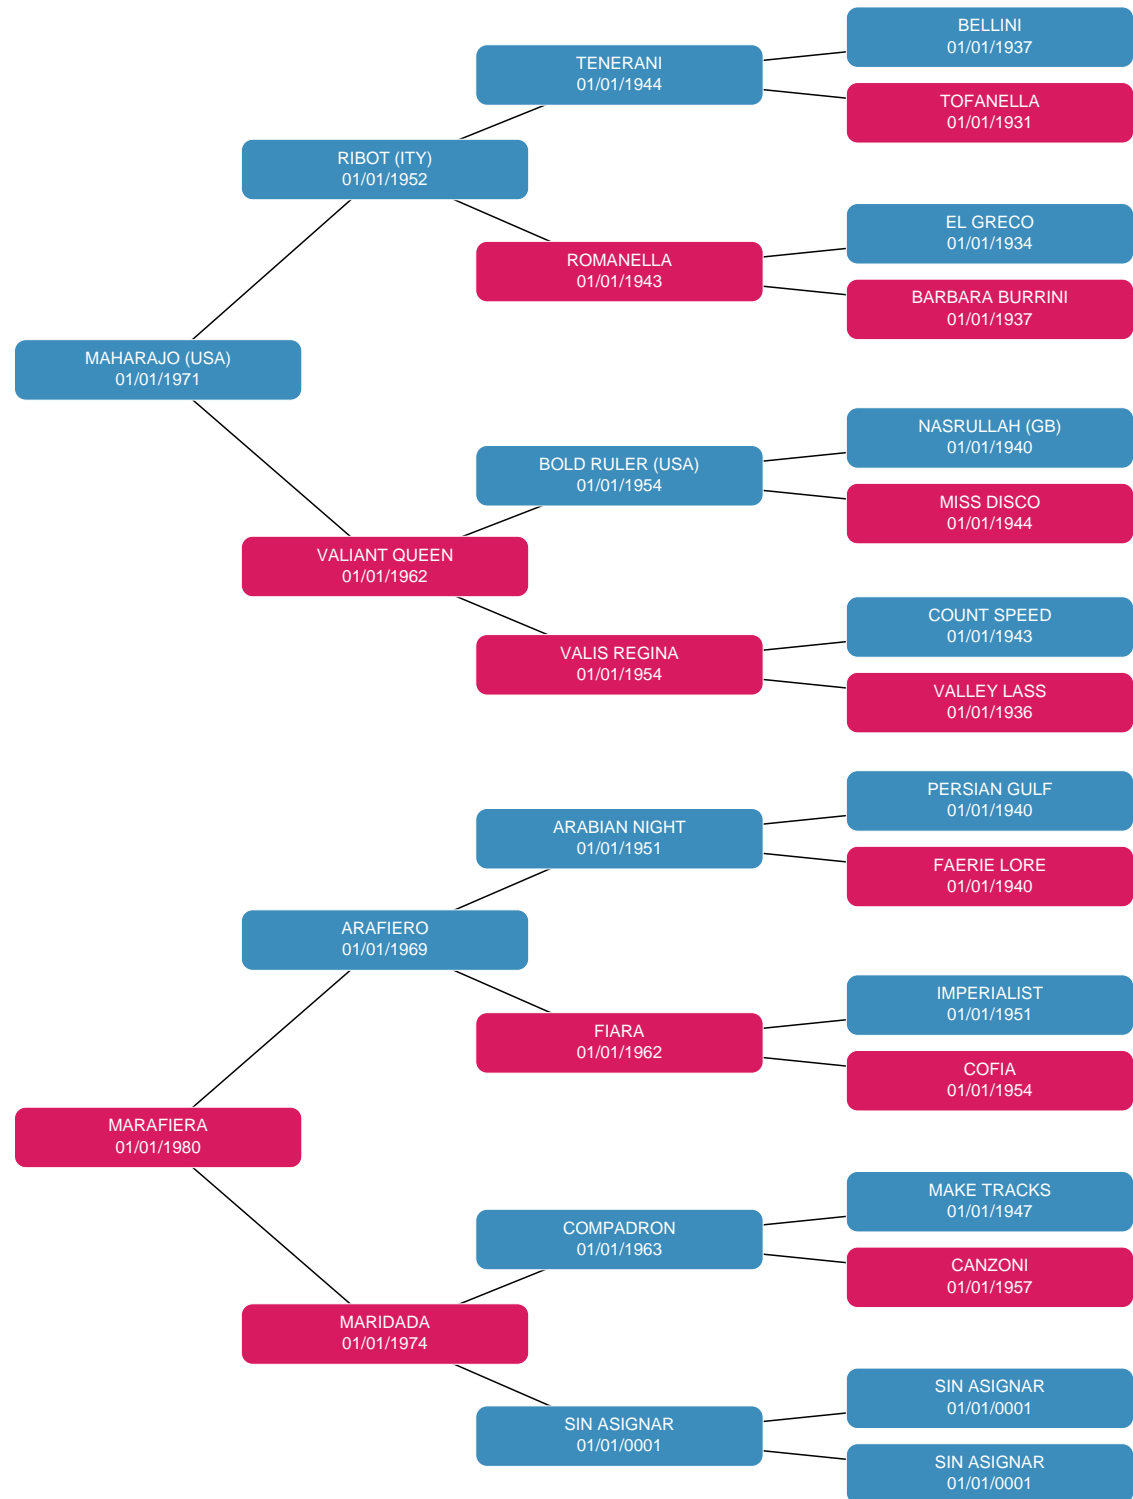 BELLINI
01/01/1937
TENERANI
01/01/1944
TOFANELLA
01/01/1931
RIBOT (ITY)
01/01/1952
EL GRECO
01/01/1934
ROMANELLA
01/01/1943
BARBARA BURRINI
01/01/1937
MAHARAJO (USA)
01/01/1971
NASRULLAH (GB)
01/01/1940
BOLD RULER (USA)
01/01/1954
MISS DISCO
01/01/1944
VALIANT QUEEN
01/01/1962
COUNT SPEED
01/01/1943
VALIS REGINA
01/01/1954
VALLEY LASS
01/01/1936
PERSIAN GULF
01/01/1940
ARABIAN NIGHT
01/01/1951
FAERIE LORE
01/01/1940
ARAFIERO
01/01/1969
IMPERIALIST
01/01/1951
FIARA
01/01/1962
COFIA
01/01/1954
MARAFIERA
01/01/1980
MAKE TRACKS
01/01/1947
COMPADRON
01/01/1963
CANZONI
01/01/1957
MARIDADA
01/01/1974
SIN ASIGNAR
01/01/0001
SIN ASIGNAR
01/01/0001
SIN ASIGNAR
01/01/0001